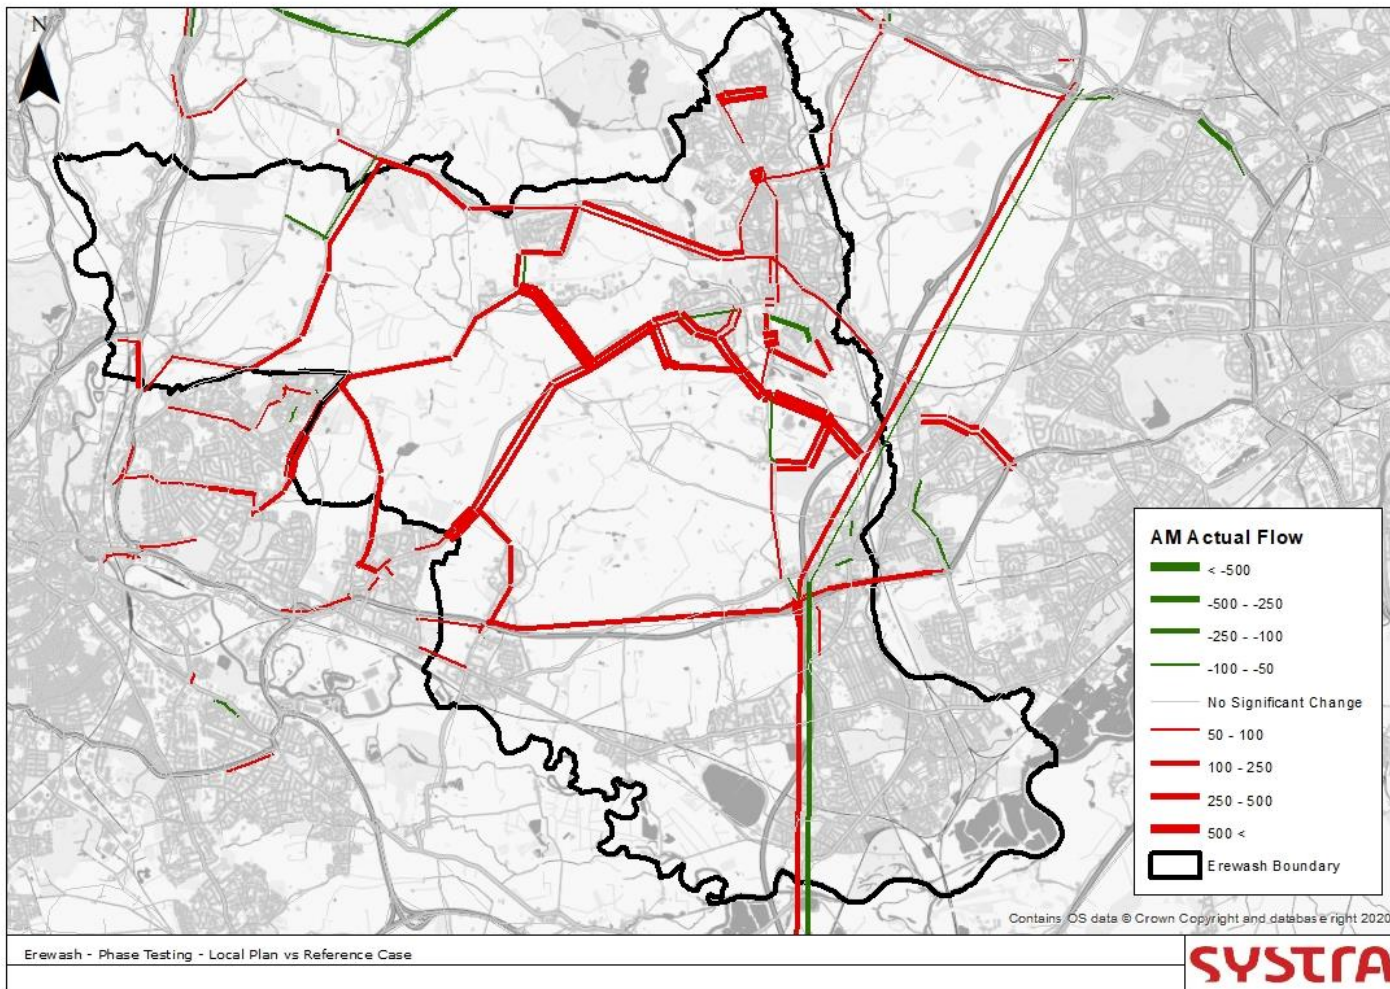 N
AM Actual Flow
< -500
-500 - -250
-250 - -100
-100 - -50
No Significant Change
50 - 100
100 - 250
250 - 500
500 <
Erewash Boundary
Contains OS data © Crown Copyright and database right 2020
Erewash - Phase Testing - Local Plan vs Reference Case
SYSTRA